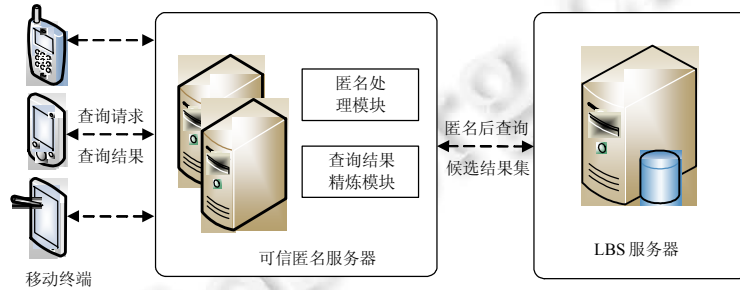 匿名处
理模块
查询请求
查询结果
查询结果
精炼模块
匿名后查询
候选结果集
可信匿名服务器
LBS 服务器
移动终端